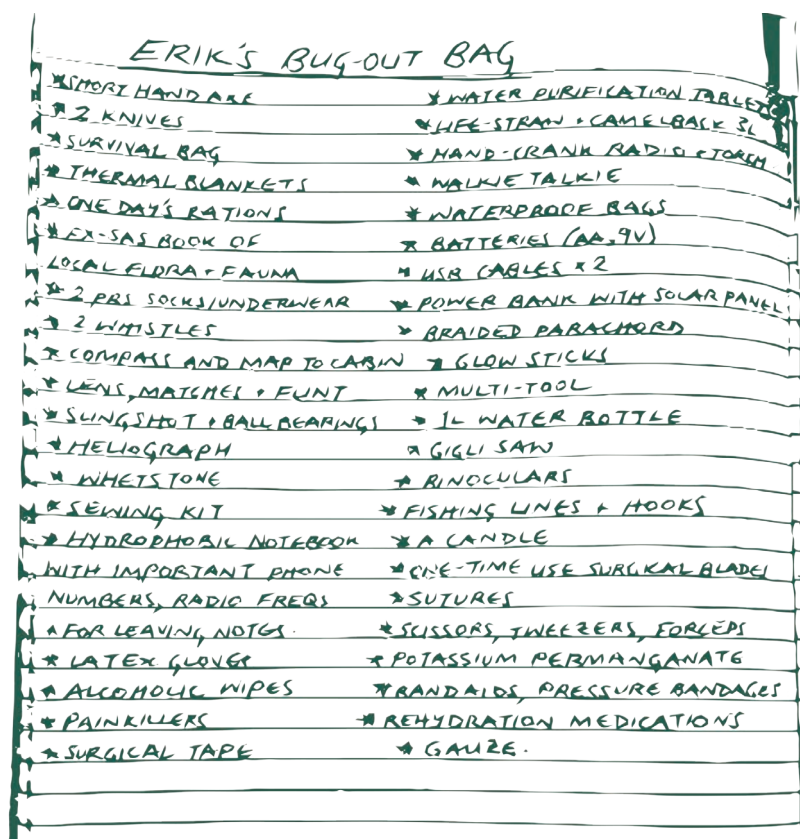 ERIK'S BUG-OUT BAG
*SHORT HAND AXE
* 2 KNIVES
*SURVIVAL BAG
* THERMAL BLANKETS
* ONE DAY'S RATIONS
* EX-SAS BOOK OF
LOCAL FLORA + FAUNA
* 2 PRS SOCKS/UNDERWEAR
* 2 WHISTLES
* COMPASS AND MAP TO CABIN
* LENS, MATCHES + FLINT
* SLINGSHOT + BALL BEARINGS
*HELIOGRAPH
* WHETSTONE
*SEWING KIT
* HYDROPHOBIC NOTEBOOK
WITH IMPORTANT PHONE
NUMBERS, RADIO FREQS
*FOR LEAVING NOTES.
* LATEX GLOVES
* ALCOHOLIC WIPES
* PAINKILLERS
* SURGICAL TAPE
* WATER PURIFICATION TABLETS
*LIFE-STRAW + CAMELBACK 3L
* HAND-CRANK RADIO + TORCH
* WALKIE TALKIE
* WATERPROOF BAGS
* BATTERIES (AA, 9V)
* USB CABLES x 2
* POWER BANK WITH SOLAR PANEL
* BRAIDED PARACHORD
* GLOW STICKS
* MULTI-TOOL
* 1L WATER BOTTLE
* GIGLI SAW
* BINOCULARS
* FISHING LINES + HOOKS
* A CANDLE
*ONE-TIME USE SURGICAL BLADES
*SUTURES
*SCISSORS, TWEEZERS, FORCEPS
* POTASSIUM PERMANGANATE
*BANDAIDS, PRESSURE BANDAGES
* REHYDRATION MEDICATIONS
* GAUZE.